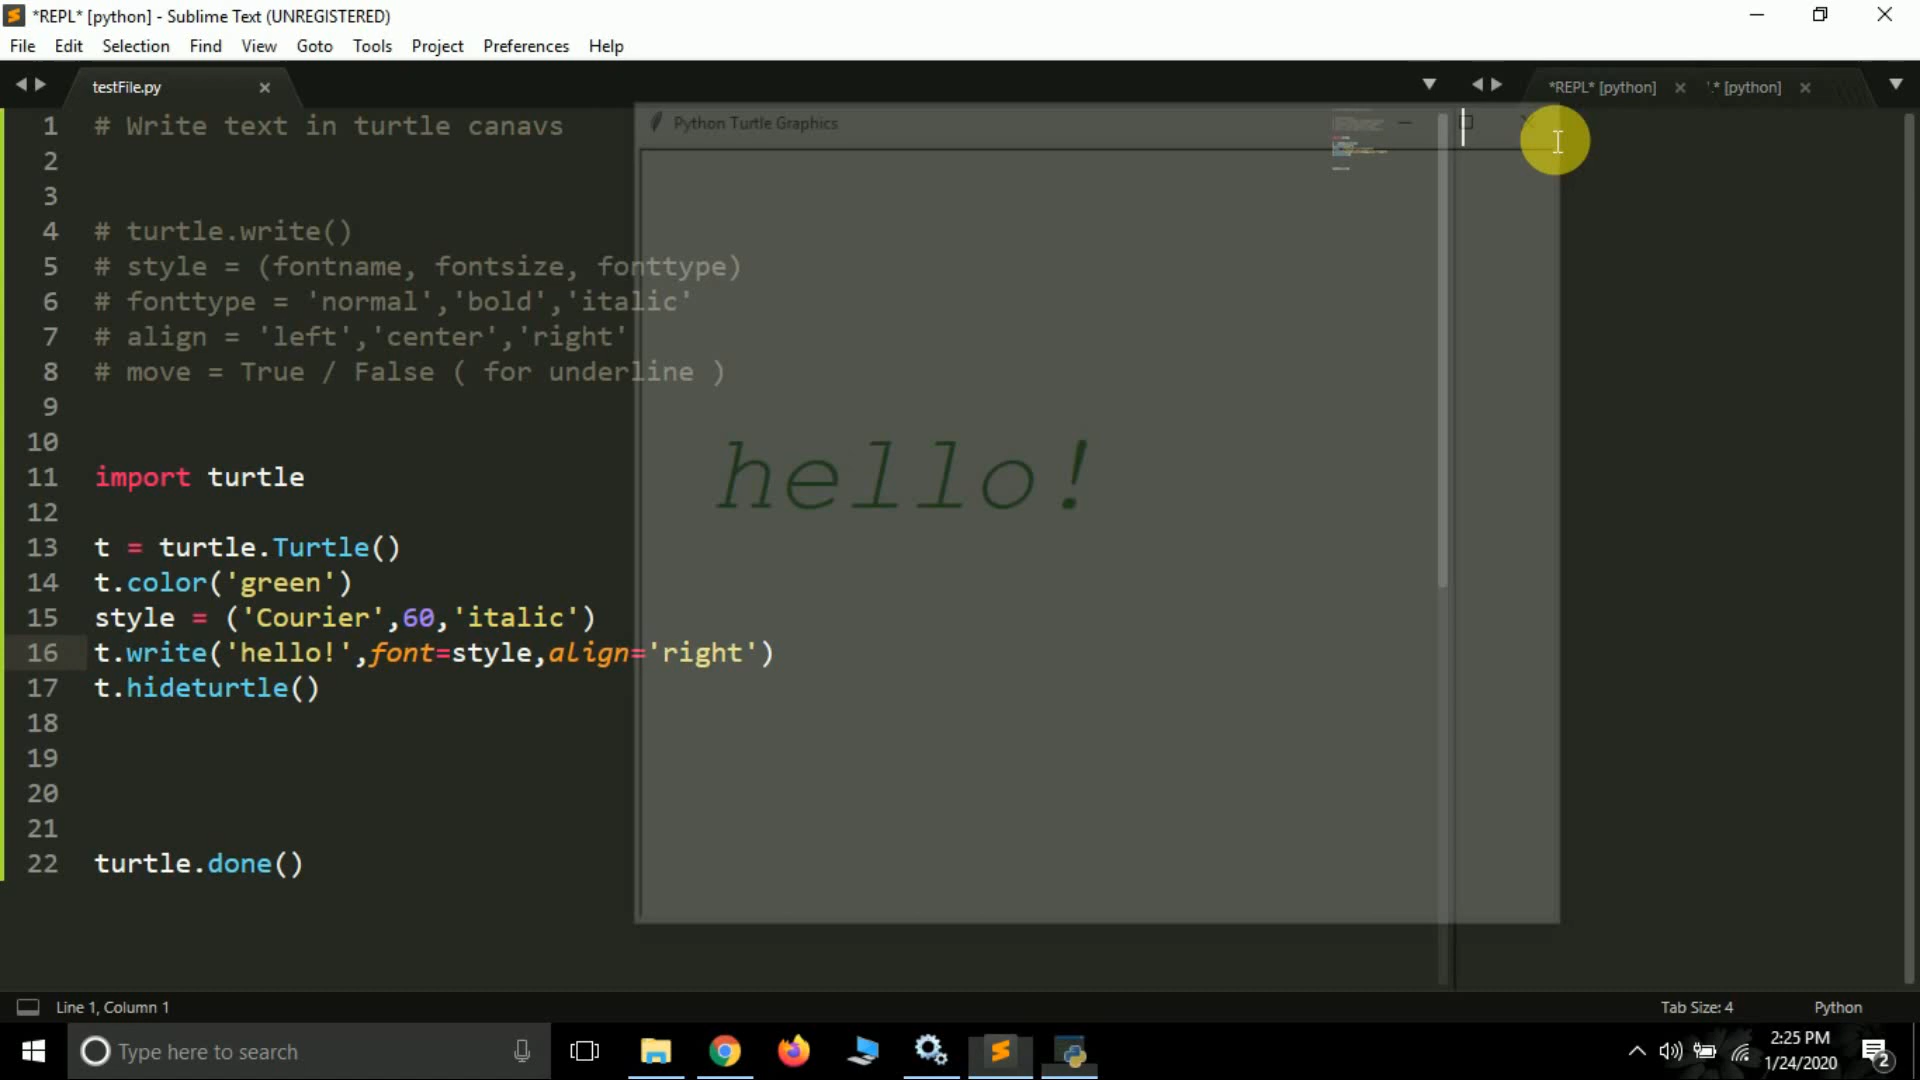 *REPL* [python] - Sublime Text (UNREGISTERED)
File Edit Selection Find View Goto Tools Project Preferences Help
testFile.py
*REPL* [python]
* [python]
1 # Write text in turtle canavs
2
3
4 # turtle.write()
5 # style = (fontname, fontsize, fonttype)
6 # fonttype = 'normal','bold','italic'
7 # align = 'left','center','right'
8 # move = True / False ( for underline )
9
10
11 import turtle
12
13 t = turtle.Turtle()
14 t.color('green')
15 style = ('Courier',60,'italic')
16 t.write('hello!',font=style,align='right')
17 t.hideturtle()
18
19
20
21
22 turtle.done()
Python Turtle Graphics
hello!
Line 1, Column 1
Tab Size: 4
Python
Type here to search
2:25 PM
1/24/2020
2